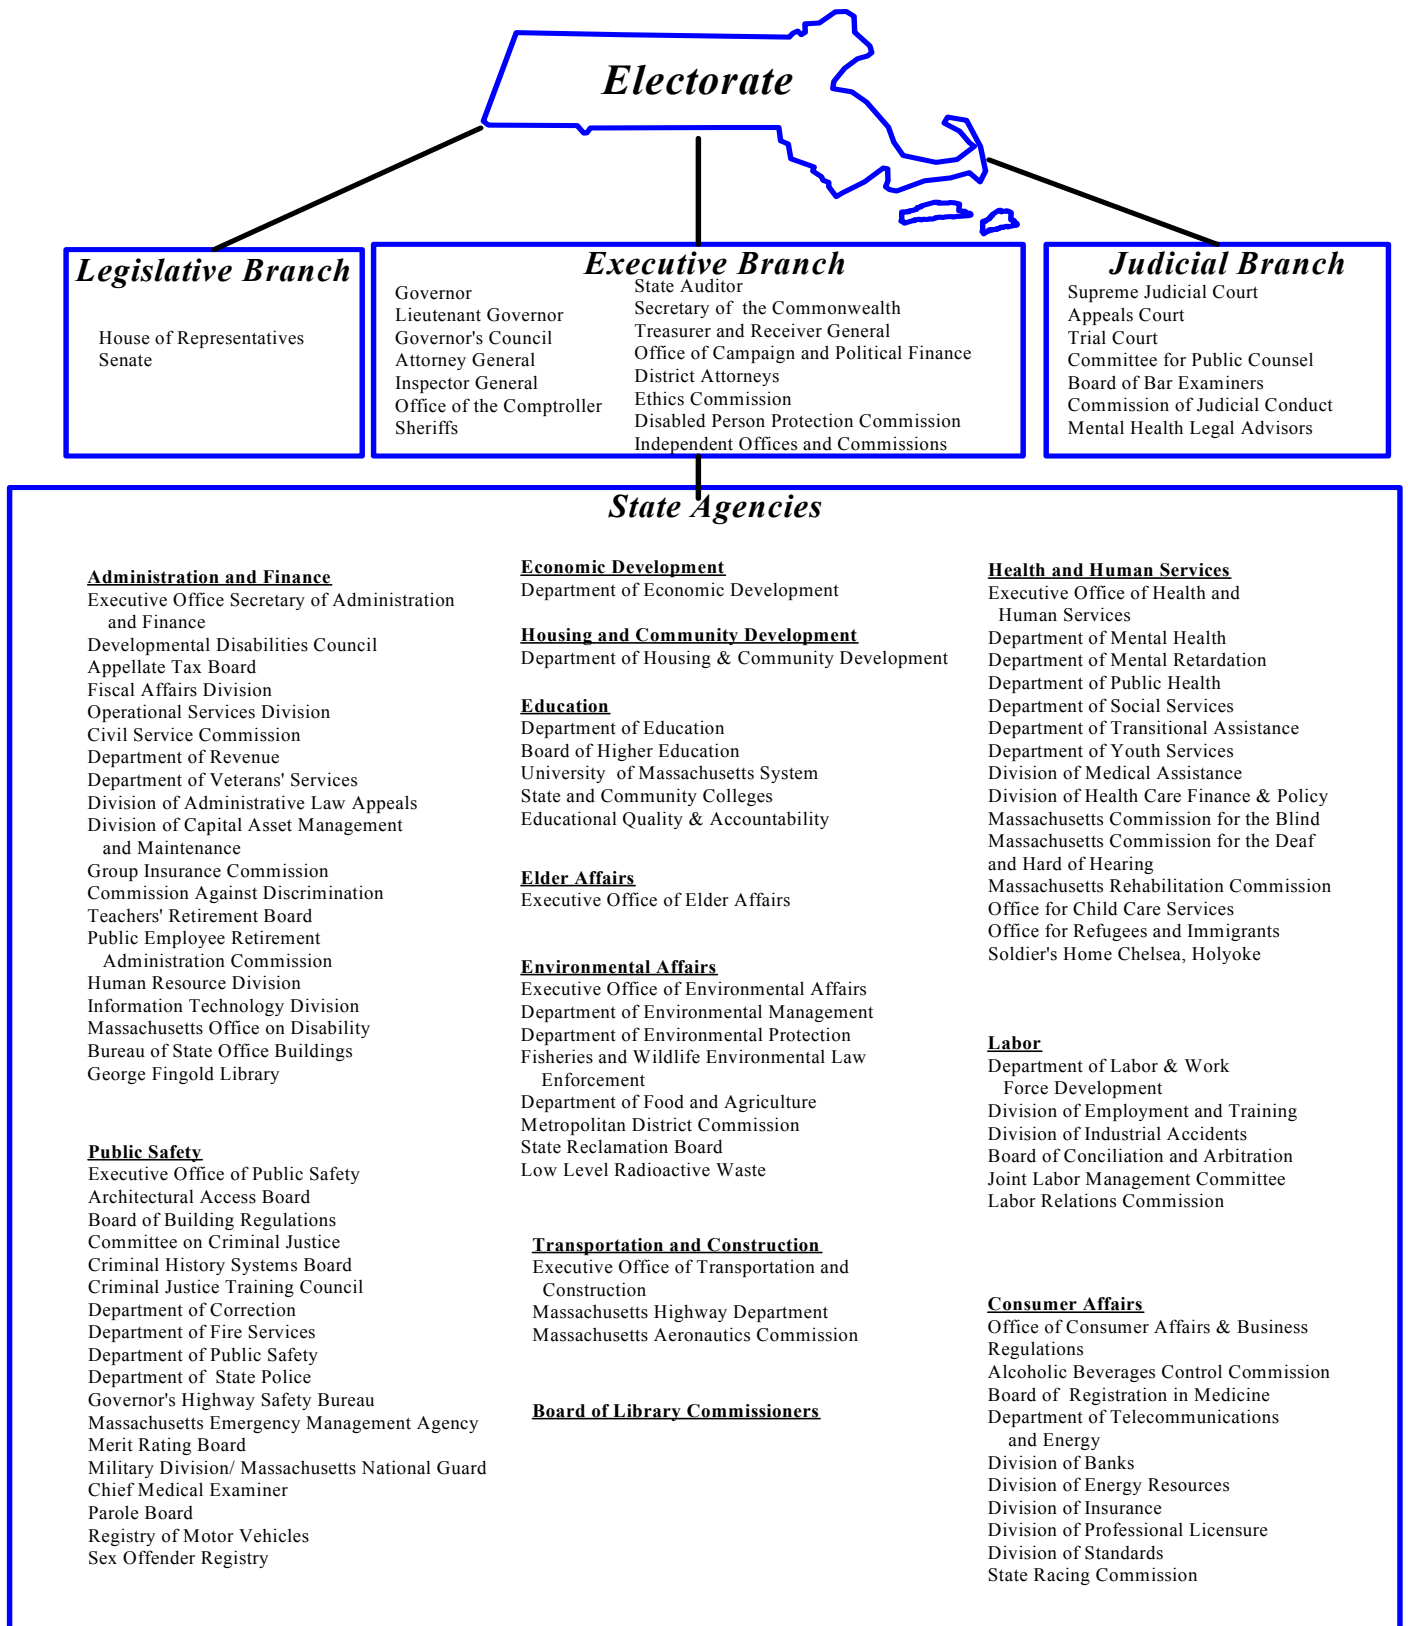 Electorate
Legislative Branch
House of Representatives
Senate
Executive Branch
Governor
Lieutenant Governor
Governor's Council
Attorney General
Inspector General
Office of the Comptroller
Sheriffs
State Auditor
Secretary of the Commonwealth
Treasurer and Receiver General
Office of Campaign and Political Finance
District Attorneys
Ethics Commission
Disabled Person Protection Commission
Independent Offices and Commissions
Judicial Branch
Supreme Judicial Court
Appeals Court
Trial Court
Committee for Public Counsel
Board of Bar Examiners
Commission of Judicial Conduct
Mental Health Legal Advisors
State Agencies
Administration and Finance
Executive Office Secretary of Administration
and Finance
Developmental Disabilities Council
Appellate Tax Board
Fiscal Affairs Division
Operational Services Division
Civil Service Commission
Department of Revenue
Department of Veterans' Services
Division of Administrative Law Appeals
Division of Capital Asset Management
and Maintenance
Group Insurance Commission
Commission Against Discrimination
Teachers' Retirement Board
Public Employee Retirement
Administration Commission
Human Resource Division
Information Technology Division
Massachusetts Office on Disability
Bureau of State Office Buildings
George Fingold Library
Public Safety
Executive Office of Public Safety
Architectural Access Board
Board of Building Regulations
Committee on Criminal Justice
Criminal History Systems Board
Criminal Justice Training Council
Department of Correction
Department of Fire Services
Department of Public Safety
Department of State Police
Governor's Highway Safety Bureau
Massachusetts Emergency Management Agency
Merit Rating Board
Military Division/ Massachusetts National Guard
Chief Medical Examiner
Parole Board
Registry of Motor Vehicles
Sex Offender Registry
Economic Development
Department of Economic Development
Housing and Community Development
Department of Housing & Community Development
Education
Department of Education
Board of Higher Education
University of Massachusetts System
State and Community Colleges
Educational Quality & Accountability
Elder Affairs
Executive Office of Elder Affairs
Environmental Affairs
Executive Office of Environmental Affairs
Department of Environmental Management
Department of Environmental Protection
Fisheries and Wildlife Environmental Law
Enforcement
Department of Food and Agriculture
Metropolitan District Commission
State Reclamation Board
Low Level Radioactive Waste
Transportation and Construction
Executive Office of Transportation and
Construction
Massachusetts Highway Department
Massachusetts Aeronautics Commission
Board of Library Commissioners
Health and Human Services
Executive Office of Health and
Human Services
Department of Mental Health
Department of Mental Retardation
Department of Public Health
Department of Social Services
Department of Transitional Assistance
Department of Youth Services
Division of Medical Assistance
Division of Health Care Finance & Policy
Massachusetts Commission for the Blind
Massachusetts Commission for the Deaf
and Hard of Hearing
Massachusetts Rehabilitation Commission
Office for Child Care Services
Office for Refugees and Immigrants
Soldier's Home Chelsea, Holyoke
Labor
Department of Labor & Work
Force Development
Division of Employment and Training
Division of Industrial Accidents
Board of Conciliation and Arbitration
Joint Labor Management Committee
Labor Relations Commission
Consumer Affairs
Office of Consumer Affairs & Business
Regulations
Alcoholic Beverages Control Commission
Board of Registration in Medicine
Department of Telecommunications
and Energy
Division of Banks
Division of Energy Resources
Division of Insurance
Division of Professional Licensure
Division of Standards
State Racing Commission